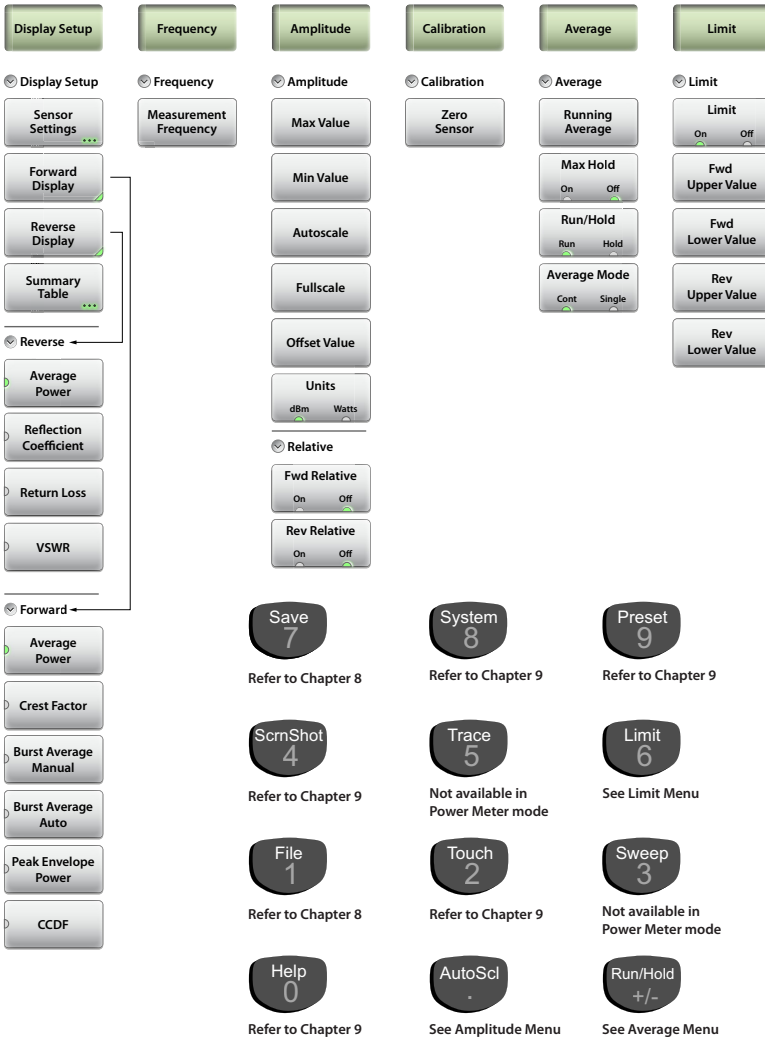 Display Setup
Frequency
Amplitude
Calibration
Average
Limit
Display Setup
Sensor
Settings
Forward
Display
Reverse
Display
Summary
Table
Reverse
Average
Power
Reflection
Coefficient
Return Loss
VSWR
Forward
Average
Power
Crest Factor
Burst Average
Manual
Burst Average
Auto
Peak Envelope
Power
CCDF
Frequency
Measurement
Frequency
Amplitude
Max Value
Min Value
Autoscale
Fullscale
Offset Value
Units
dBm Watts
Relative
Fwd Relative
On Off
Rev Relative
On Off
Calibration
Zero
Sensor
Average
Running
Average
Max Hold
On Off
Run/Hold
Run Hold
Average Mode
Cont Single
Limit
Limit
On Off
Fwd
Upper Value
Fwd
Lower Value
Rev
Upper Value
Rev
Lower Value
Save
7
Refer to Chapter 8
System
8
Refer to Chapter 9
Preset
9
Refer to Chapter 9
ScrnShot
4
Refer to Chapter 9
Trace
5
Not available in
Power Meter mode
Limit
6
See Limit Menu
File
1
Refer to Chapter 8
Touch
2
Refer to Chapter 9
Sweep
3
Not available in
Power Meter mode
Help
0
Refer to Chapter 9
AutoScl
.
See Amplitude Menu
Run/Hold
+/-
See Average Menu